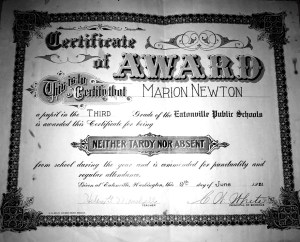 Certificate
of AWARD
This is to Certify that MARION NEWTON
a pupil in the THIRD Grade of the Eatonville Public Schools
is awarded this Certificate for being
NEITHER TARDY NOR ABSENT
from school during the year and is commended for punctuality and
regular attendance.
Given at Eatonville, Washington, this day of June